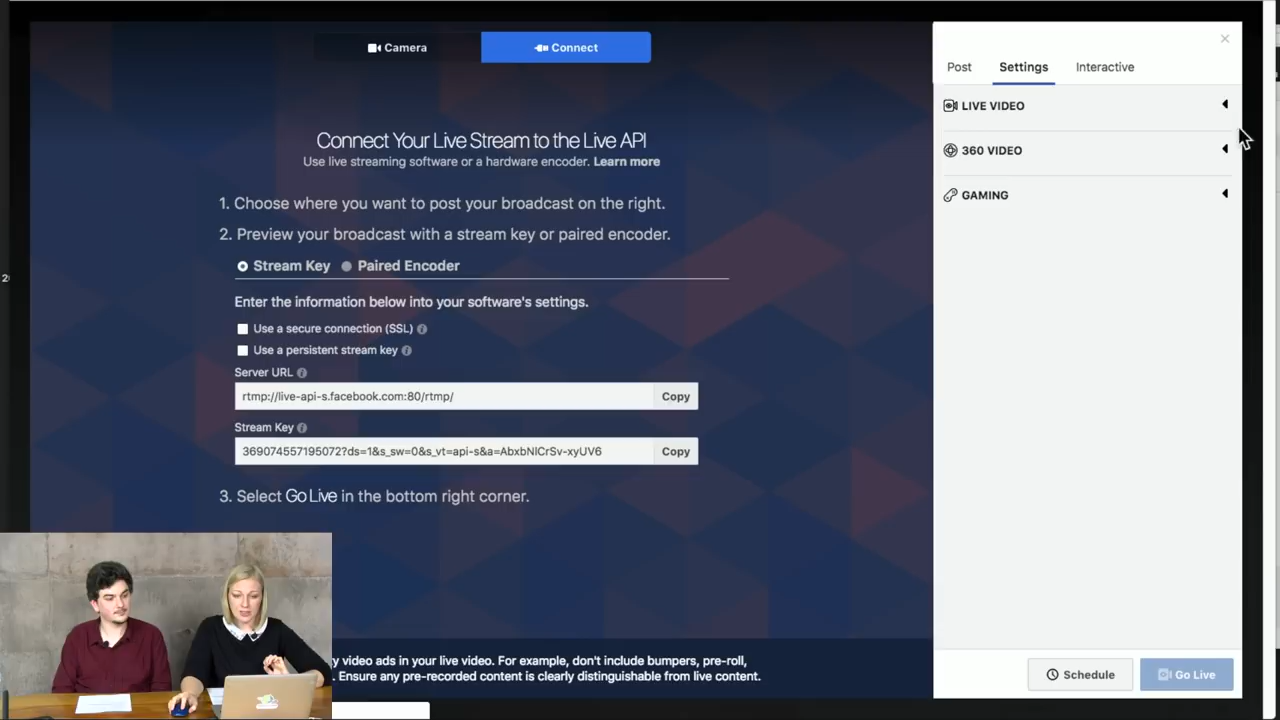 Camera
Connect
Connect Your Live Stream to the Live API
Use live streaming software or a hardware encoder. Learn more
1. Choose where you want to post your broadcast on the right.
2. Preview your broadcast with a stream key or paired encoder.
Stream Key
Paired Encoder
Enter the information below into your software's settings.
Use a secure connection (SSL)
Use a persistent stream key
Server URL
rtmp://live-api-s.facebook.com:80/rtmp/
Copy
Stream Key
369074557195072?ds=1&s_sw=0&s_vt=api-s&a=AbxbNICrSv-xyUV6
Copy
3. Select Go Live in the bottom right corner.
y video ads in your live video. For example, don't include bumpers, pre-roll,
. Ensure any pre-recorded content is clearly distinguishable from live content.
Post
Settings
Interactive
LIVE VIDEO
360 VIDEO
GAMING
Schedule
Go Live